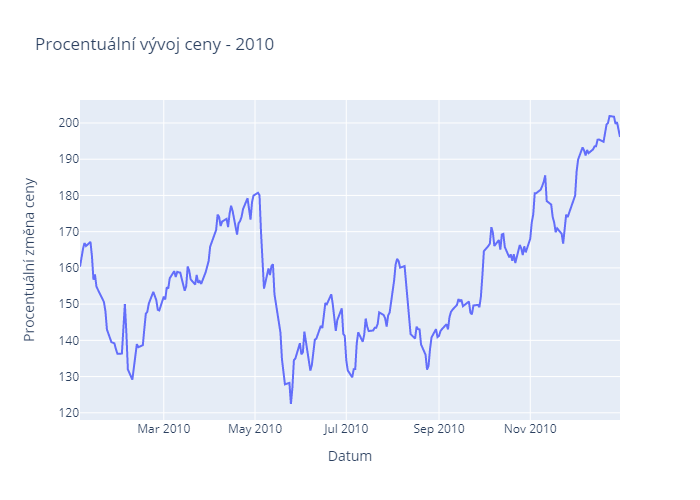 Procentuální vývoj ceny - 2010
Procentuální změna ceny
200
190
180
170
160
150
140
130
120
Mar 2010 May 2010 Jul 2010 Sep 2010 Nov 2010
Datum